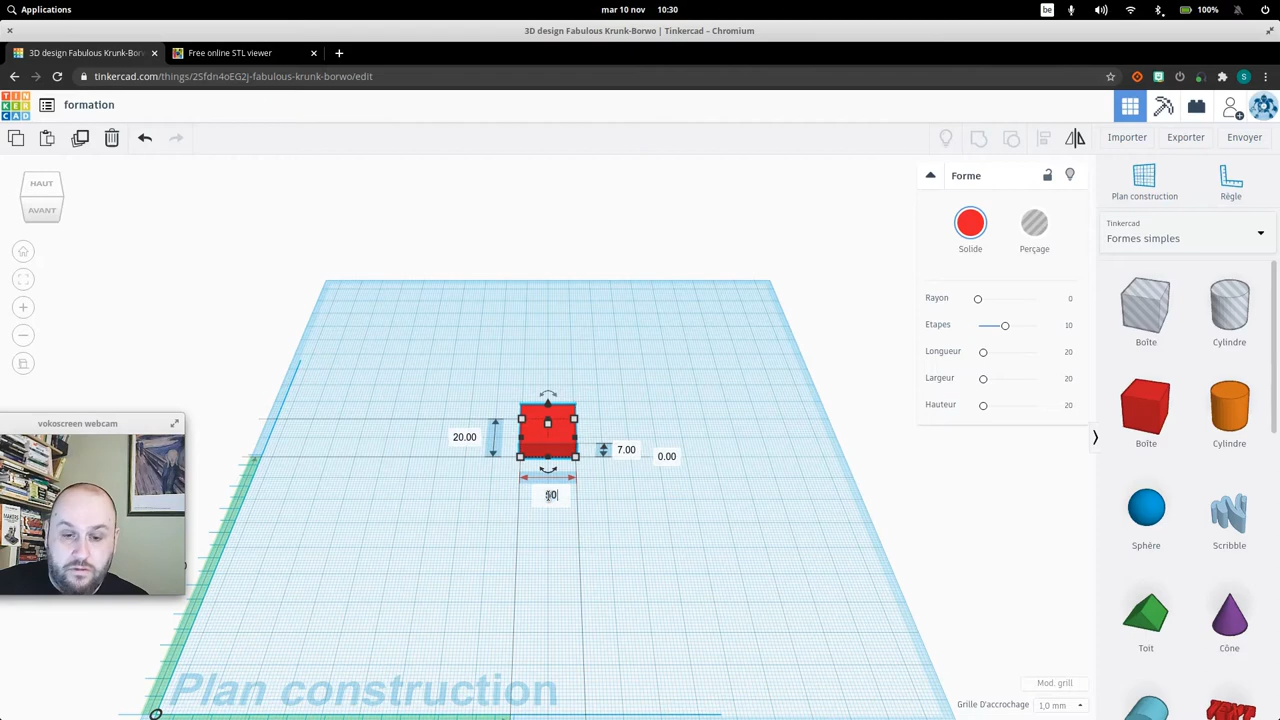 Applications
mar 10 nov 10:30
be
100%
3D design Fabulous Krunk-Borwo | Tinkercad – Chromium
3D design Fabulous Krunk-Borw
Free online STL viewer
tinkercad.com/things/2Sfdn4oEG2j-fabulous-krunk-borwo/edit
S
TIN
KER
CAD
formation
Importer
Exporter
Envoyer
HAUT
AVANT
Forme
Solide
Perçage
Rayon 0
Etapes 10
Longueur 20
Largeur 20
Hauteur 20
Plan construction
Règle
Tinkercad
Formes simples
Boîte
Cylindre
Boîte
Cylindre
Sphère
Scribble
Toit
Cône
vokoscreen webcam
20.00
7.00
0.00
Plan construction
Mod. grill
Grille D'accrochage 1,0 mm